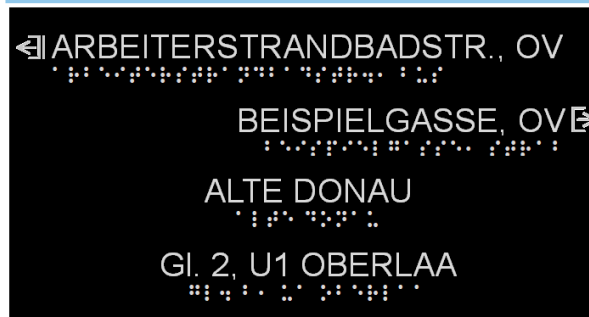 ARBEITERSTRANDBADSTR., OV
BEISPIELGASSE, OV
ALTE DONAU
Gl. 2, U1 OBERLAA